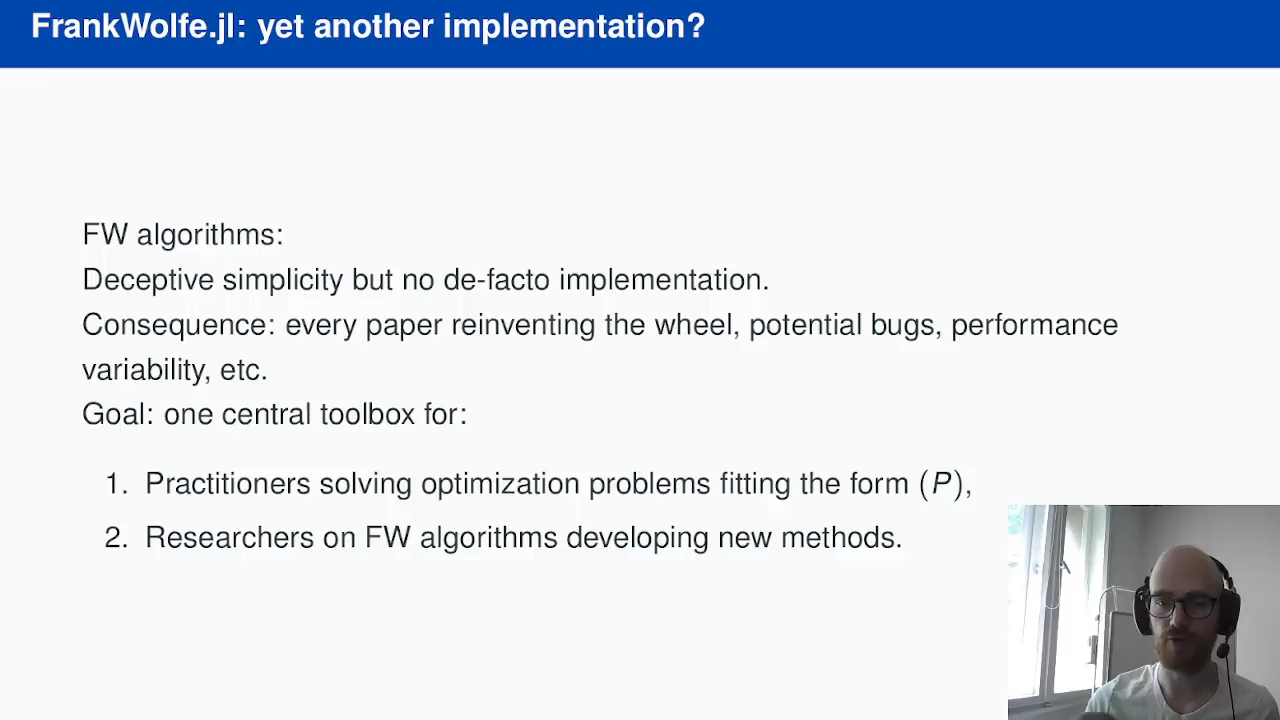 FrankWolfe.jl: yet another implementation?
FW algorithms:
Deceptive simplicity but no de-facto implementation.
Consequence: every paper reinventing the wheel, potential bugs, performance
variability, etc.
Goal: one central toolbox for:
1. Practitioners solving optimization problems fitting the form (P),
2. Researchers on FW algorithms developing new methods.